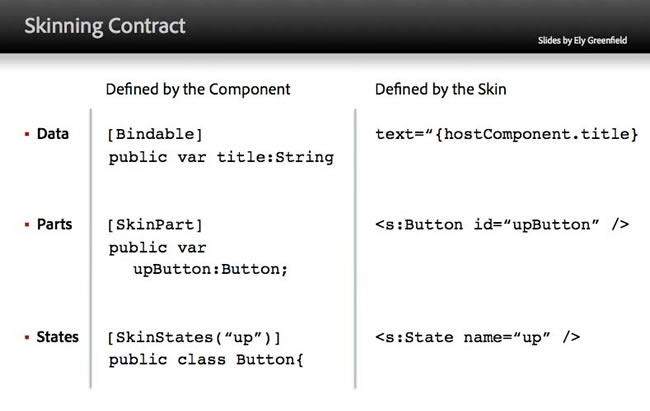 Skinning Contract
Slides by Ely Greenfield
Defined by the Component
Defined by the Skin
▪ Data
[Bindable]
public var title:String
text=“{hostComponent.title}
▪ Parts
[SkinPart]
public var
upButton:Button;
<s:Button id=“upButton” />
▪ States
[SkinStates(“up”)]
public class Button{
<s:State name=“up” />